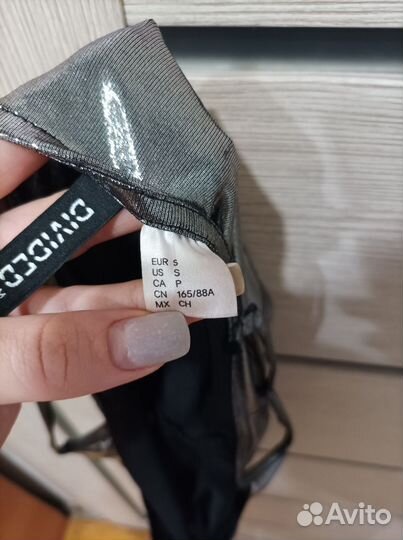 DIVIDED
EUR S
US S
CA P
CN 165/88A
MX CH
Avito